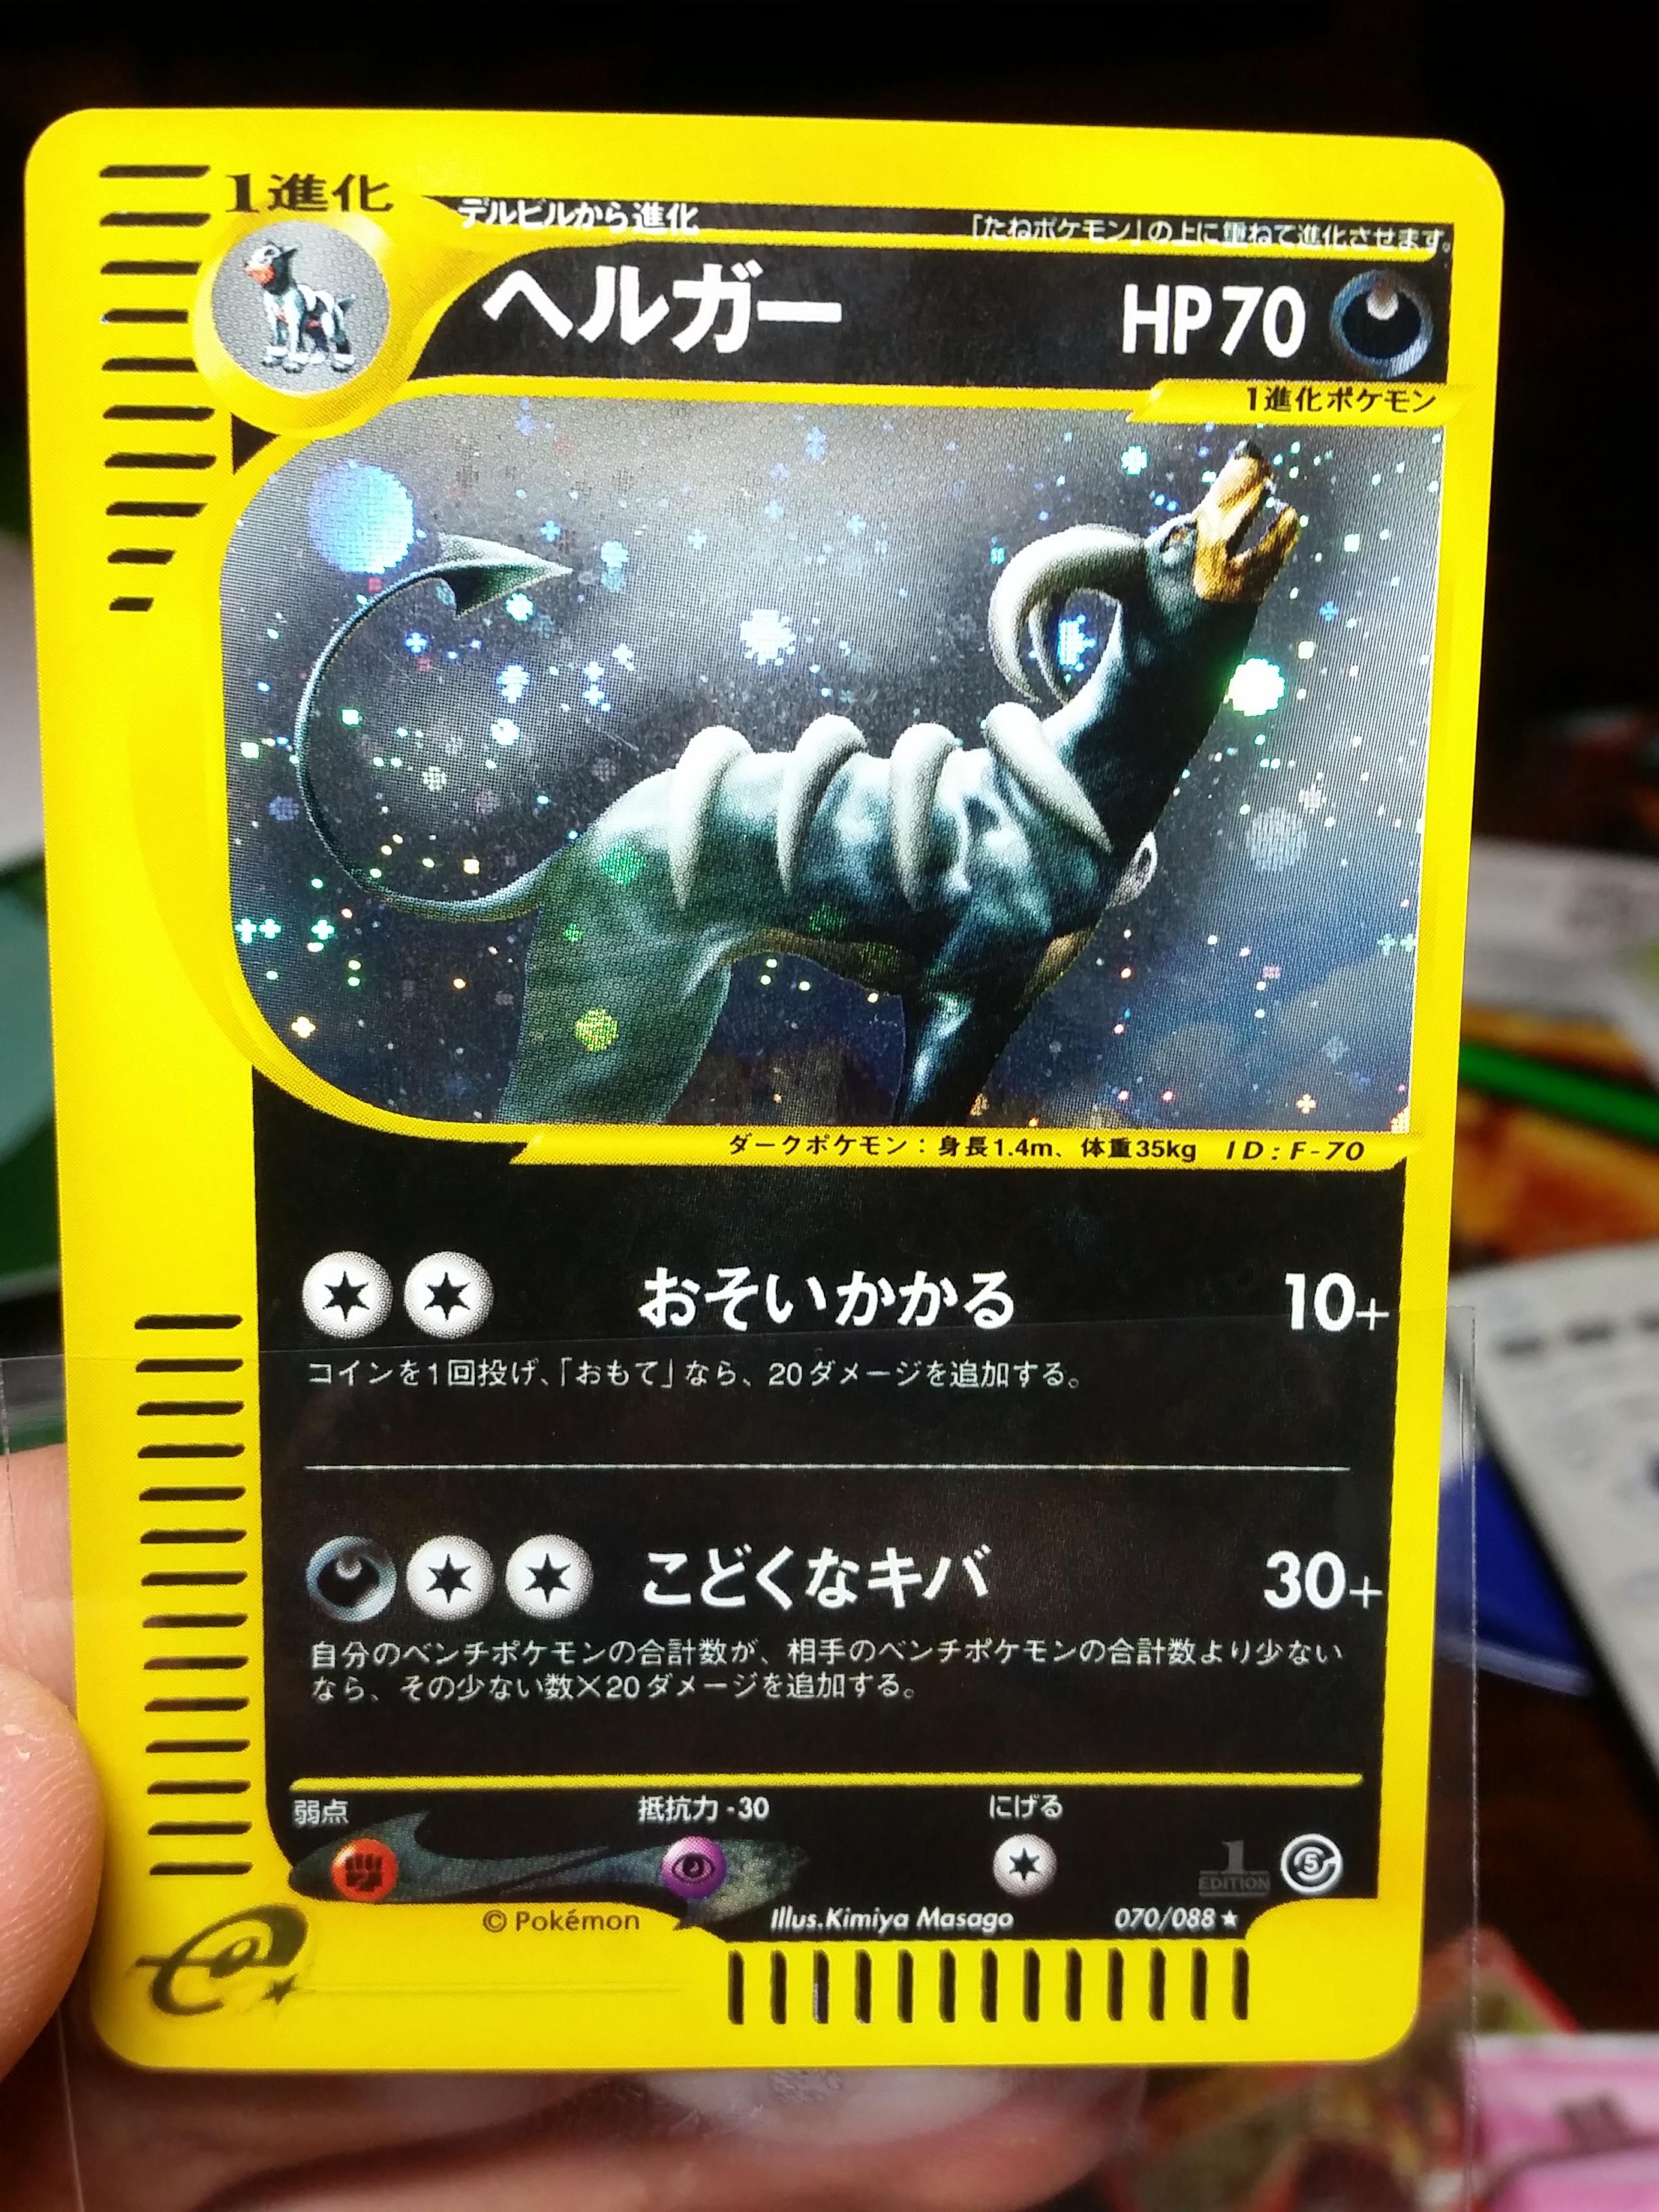 1進化
デルビルから進化
「たねポケモン」の上に重ねて進化させます。
ヘルガー HP70
1進化ポケモン
ダークポケモン：身長1.4m、体重35kg ID:F-70
おそいかかる 10+
コインを1回投げ、「おもて」なら、20ダメージを追加する。
こどくなキバ 30+
自分のベンチポケモンの合計数が、相手のベンチポケモンの合計数より少ない
なら、その少ない数×20ダメージを追加する。
弱点 抵抗力-30 にげる
1 EDITION 5
© Pokémon Illus.Kimiya Masago 070/088★
e